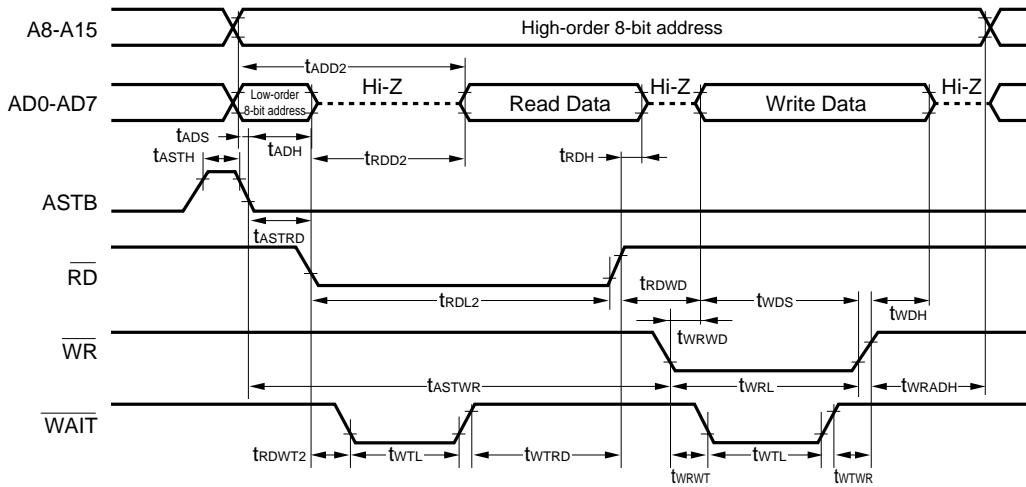 A8-A15 High-order 8-bit address
tADD2
AD0-AD7 Low-order 8-bit address Hi-Z Read Data Hi-Z Write Data Hi-Z
tADS tADH
tASTH tRDD2 tRDH
ASTB
tASTRD
RD
tRDL2 tRDWD tWDS tWDH
tWRWD
WR
tASTWR tWRL tWRADH
WAIT
tRDWT2 tWTL tWTRD tWRWT tWTL tWTWR